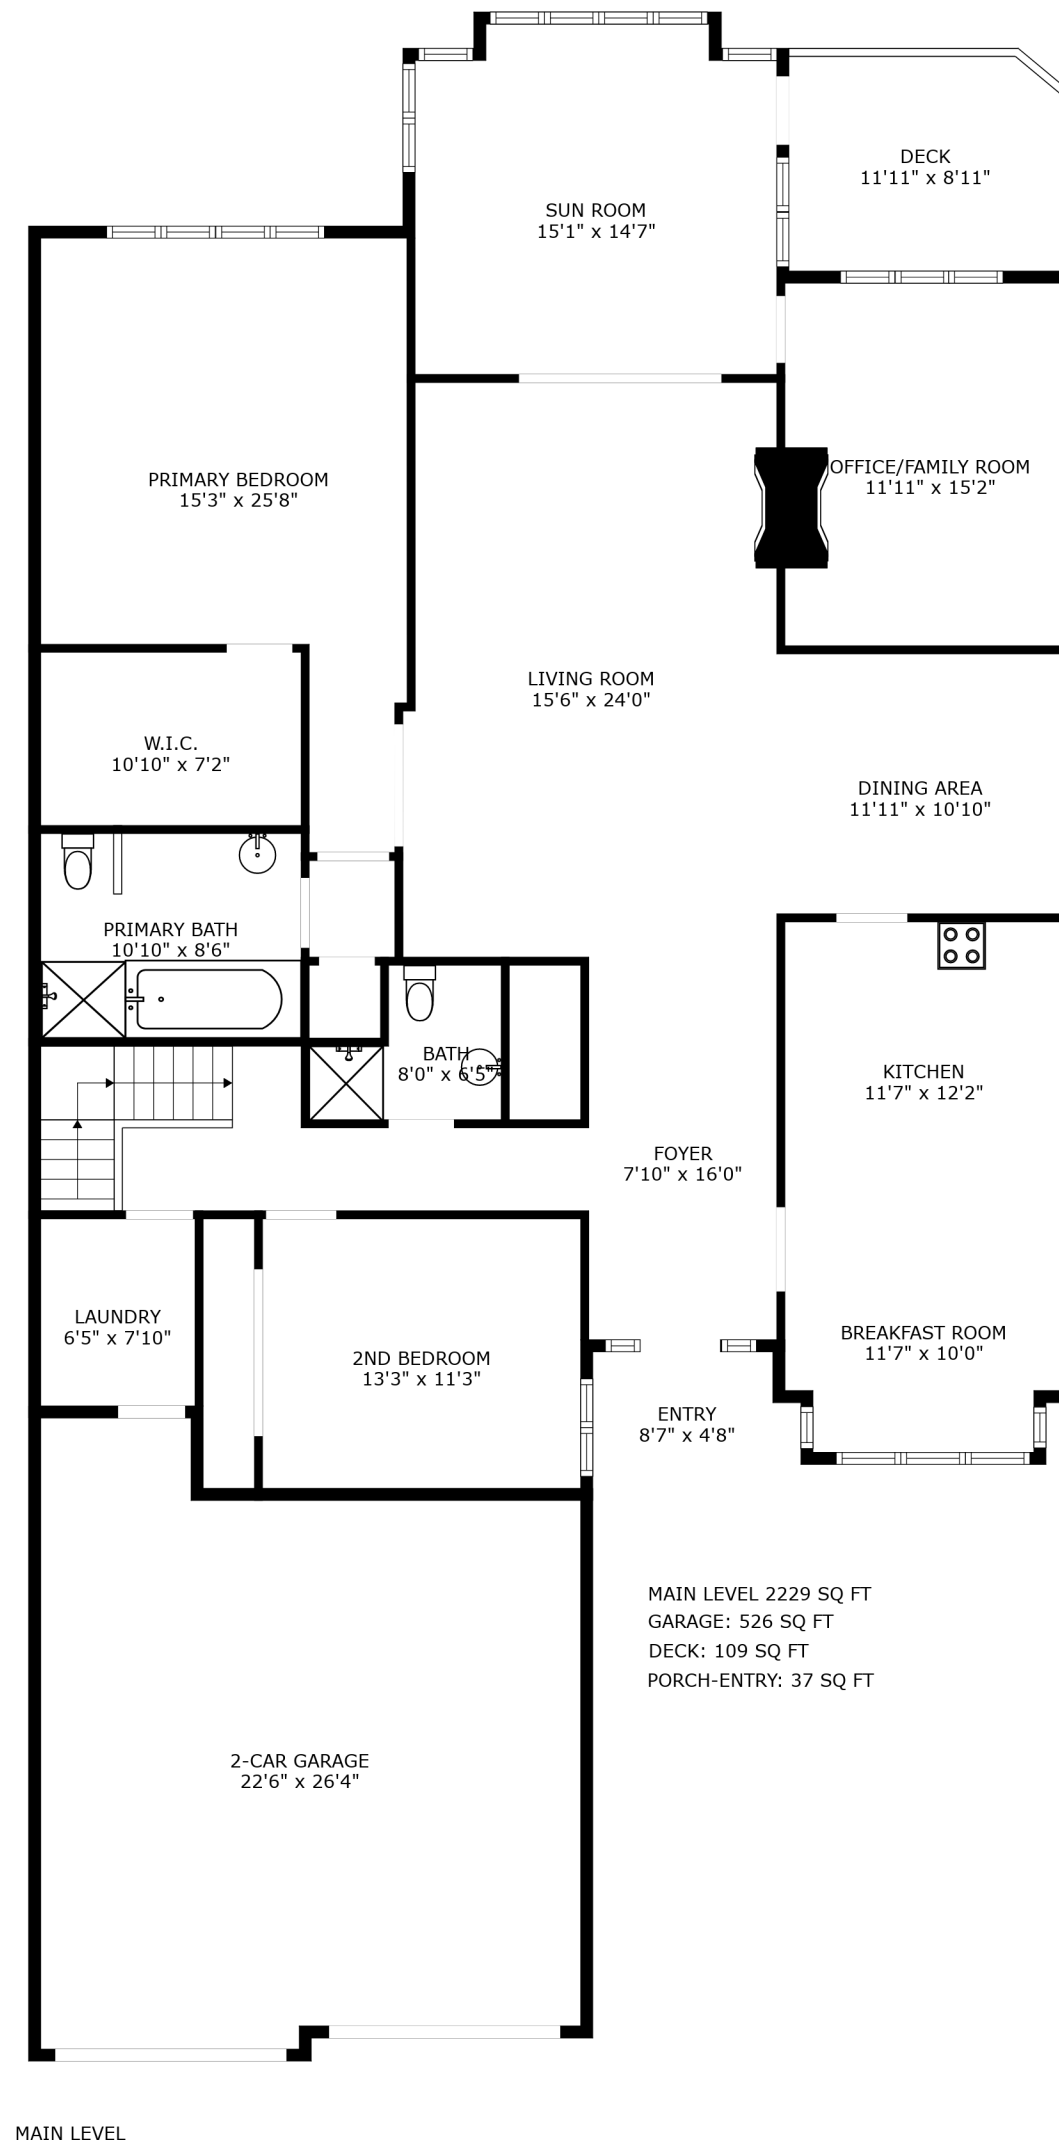 DECK
11'11" x 8'11"
SUN ROOM
15'1" x 14'7"
OFFICE/FAMILY ROOM
11'11" x 15'2"
PRIMARY BEDROOM
15'3" x 25'8"
LIVING ROOM
15'6" x 24'0"
W.I.C.
10'10" x 7'2"
DINING AREA
11'11" x 10'10"
PRIMARY BATH
10'10" x 8'6"
BATH
8'0" x 6'5"
KITCHEN
11'7" x 12'2"
FOYER
7'10" x 16'0"
LAUNDRY
6'5" x 7'10"
2ND BEDROOM
13'3" x 11'3"
BREAKFAST ROOM
11'7" x 10'0"
ENTRY
8'7" x 4'8"
MAIN LEVEL 2229 SQ FT
GARAGE: 526 SQ FT
DECK: 109 SQ FT
PORCH-ENTRY: 37 SQ FT
2-CAR GARAGE
22'6" x 26'4"
MAIN LEVEL